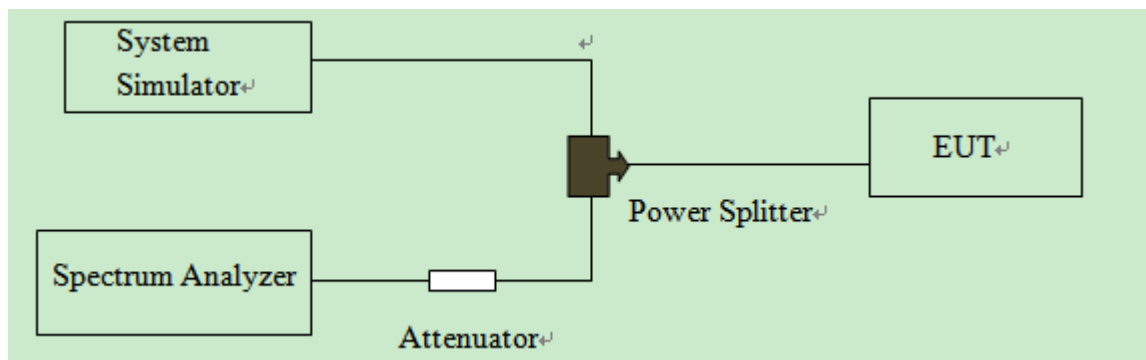 System
Simulator↵
↵
EUT↵
Power Splitter↵
Spectrum Analyzer
Attenuator↵